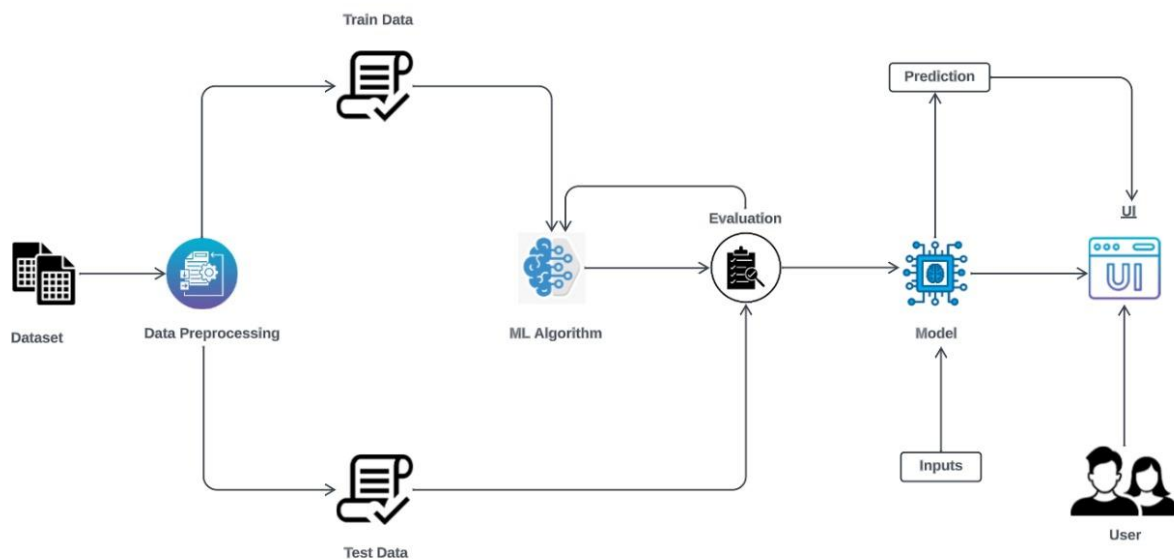 Train Data
Prediction
Evaluation
UI
UI
Dataset
Data Preprocessing
ML Algorithm
Model
Inputs
User
Test Data